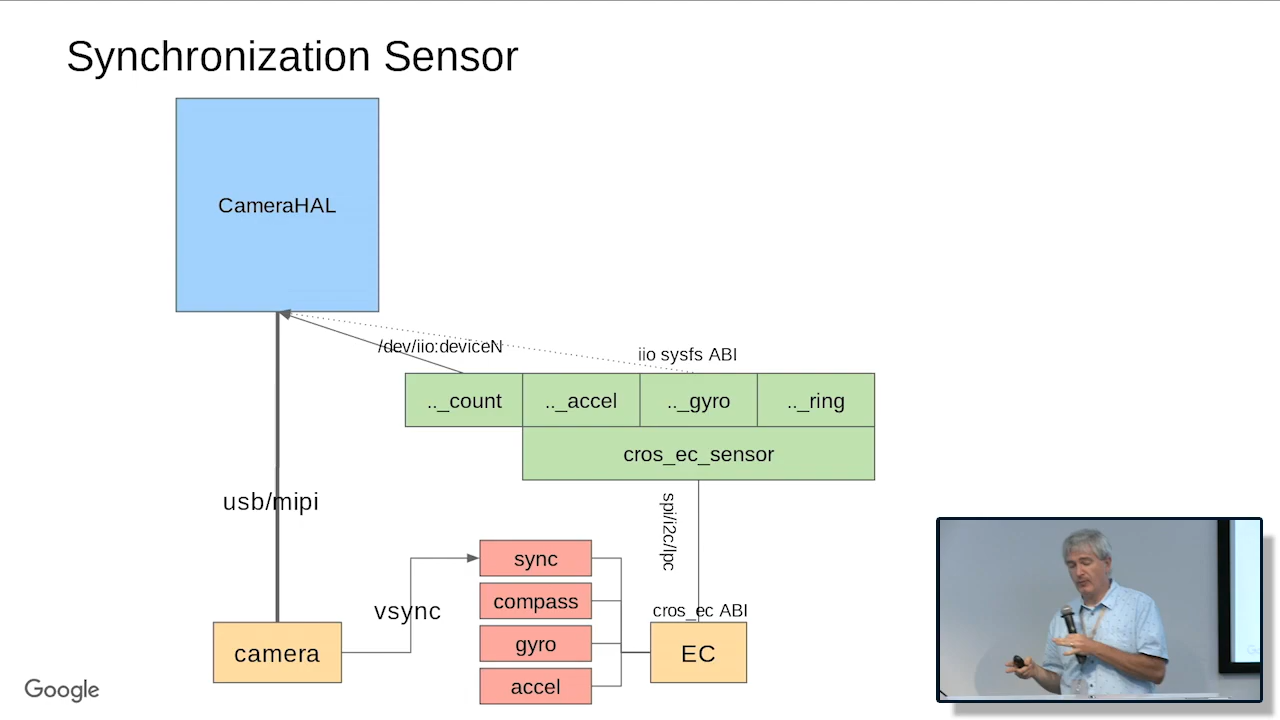 Synchronization Sensor
CameraHAL
/dev/iio:deviceN
iio sysfs ABI
.._count
.._accel
.._gyro
.._ring
cros_ec_sensor
usb/mipi
spi/i2c/lpc
sync
compass
vsync
cros_ec ABI
gyro
camera
EC
accel
Google